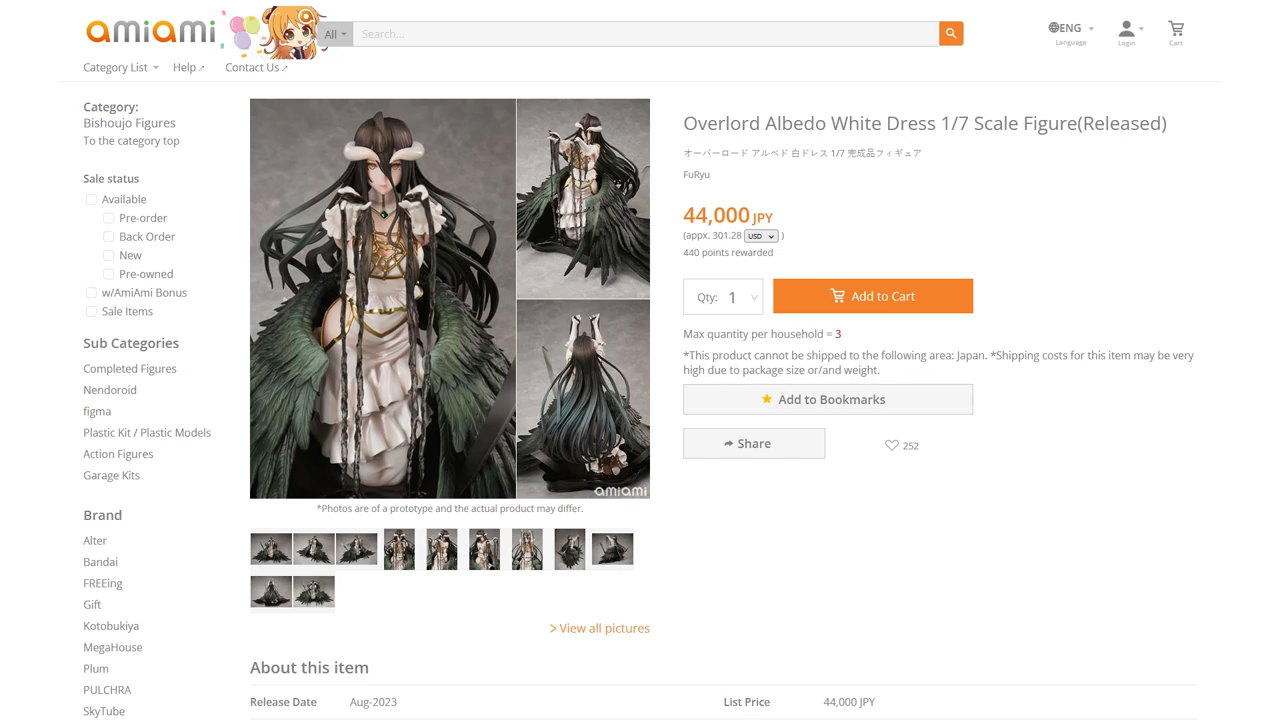 amiami
All
Search...
ENG
Language
Login
Cart
Category List
Help
Contact Us
Category:
Bishoujo Figures
To the category top
Sale status
Available
Pre-order
Back Order
New
Pre-owned
w/AmiAmi Bonus
Sale Items
Sub Categories
Completed Figures
Nendoroid
figma
Plastic Kit / Plastic Models
Action Figures
Garage Kits
Brand
Alter
Bandai
FREEing
Gift
Kotobukiya
MegaHouse
Plum
PULCHRA
SkyTube
amiami
*Photos are of a prototype and the actual product may differ.
> View all pictures
Overlord Albedo White Dress 1/7 Scale Figure(Released)
オーバーロード アルベド 白ドレス 1/7 完成品フィギュア
FuRyu
44,000 JPY
(appx. 301.28 USD )
440 points rewarded
Qty: 1
Add to Cart
Max quantity per household = 3
*This product cannot be shipped to the following area: Japan. *Shipping costs for this item may be very
high due to package size or/and weight.
Add to Bookmarks
Share
252
About this item
Release Date Aug-2023 List Price 44,000 JPY